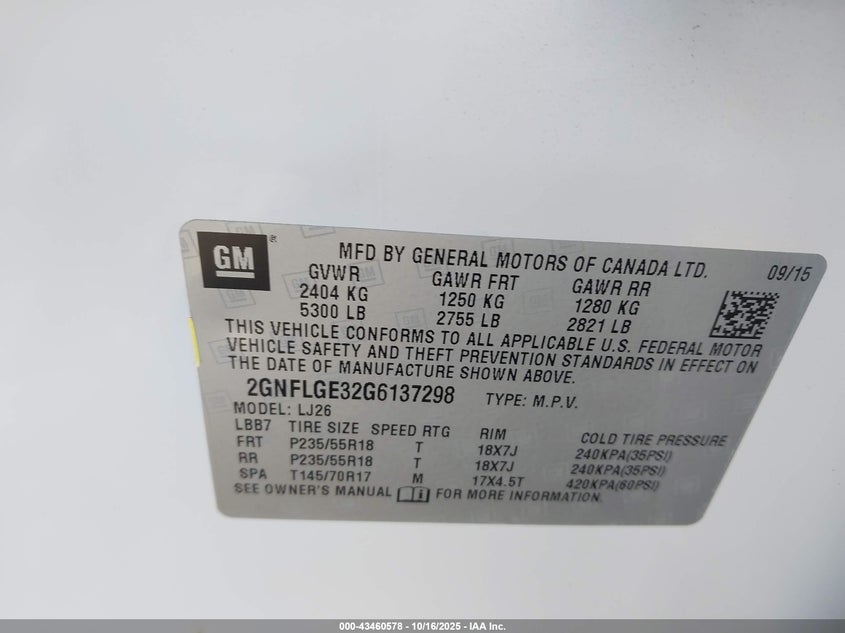 GM ®
MFD BY GENERAL MOTORS OF CANADA LTD. 09/15
GVWR GAWR FRT GAWR RR
2404 KG 1250 KG 1280 KG
5300 LB 2755 LB 2821 LB
THIS VEHICLE CONFORMS TO ALL APPLICABLE U.S. FEDERAL MOTOR
VEHICLE SAFETY AND THEFT PREVENTION STANDARDS IN EFFECT ON
THE DATE OF MANUFACTURE SHOWN ABOVE.
2GNFLGE32G6137298 TYPE: M.P.V.
MODEL: LJ26
LBB7 TIRE SIZE SPEED RTG RIM COLD TIRE PRESSURE
FRT P235/55R18 T 18X7J 240KPA(35PSI)
RR P235/55R18 T 18X7J 240KPA(35PSI)
SPA T145/70R17 M 17X4.5T 420KPA(60PSI)
SEE OWNER'S MANUAL FOR MORE INFORMATION.
000-43460578 - 10/16/2025 - IAA Inc.